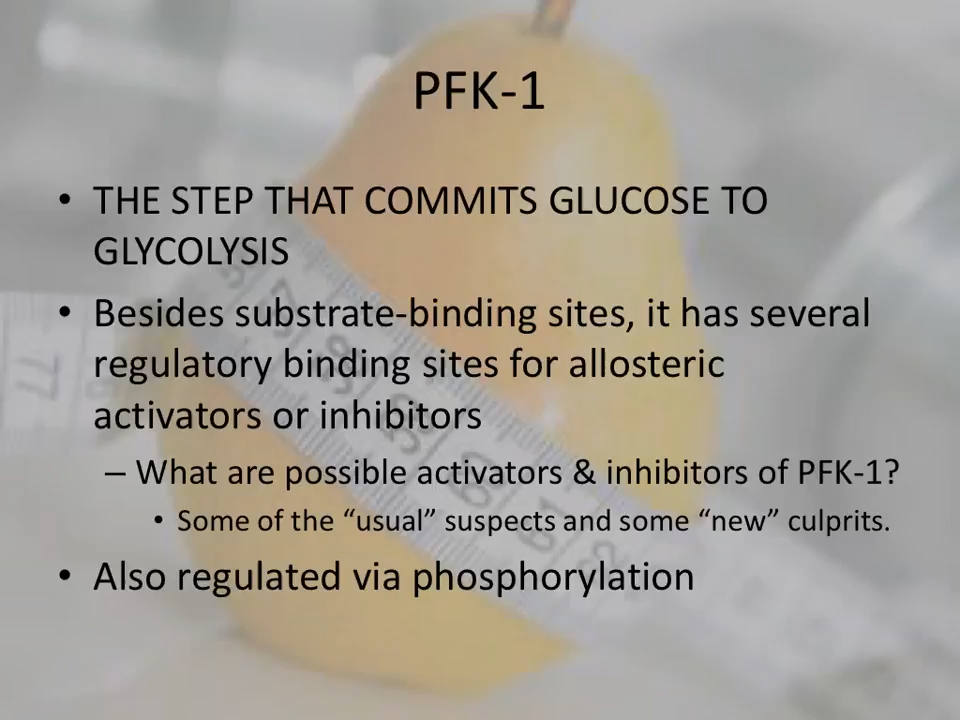 PFK-1
• THE STEP THAT COMMITS GLUCOSE TO
GLYCOLYSIS
• Besides substrate-binding sites, it has several
regulatory binding sites for allosteric
activators or inhibitors
– What are possible activators & inhibitors of PFK-1?
• Some of the “usual” suspects and some “new” culprits.
• Also regulated via phosphorylation
77